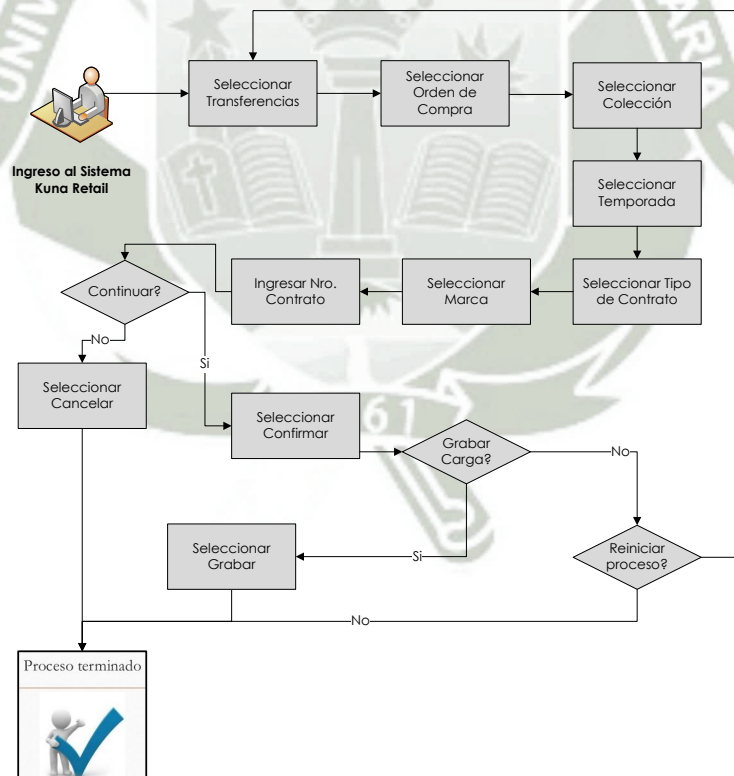 Seleccionar
Transferencias
Seleccionar
Orden de
Compra
Seleccionar
Colección
Ingreso al Sistema
Kuna Retail
Seleccionar
Temporada
Continuar?
Ingresar Nro.
Contrato
Seleccionar
Marca
Seleccionar Tipo
de Contrato
No
Si
Seleccionar
Cancelar
Seleccionar
Confirmar
61
Grabar
Carga?
No
Seleccionar
Grabar
Si
Reiniciar
proceso?
No
Proceso terminado